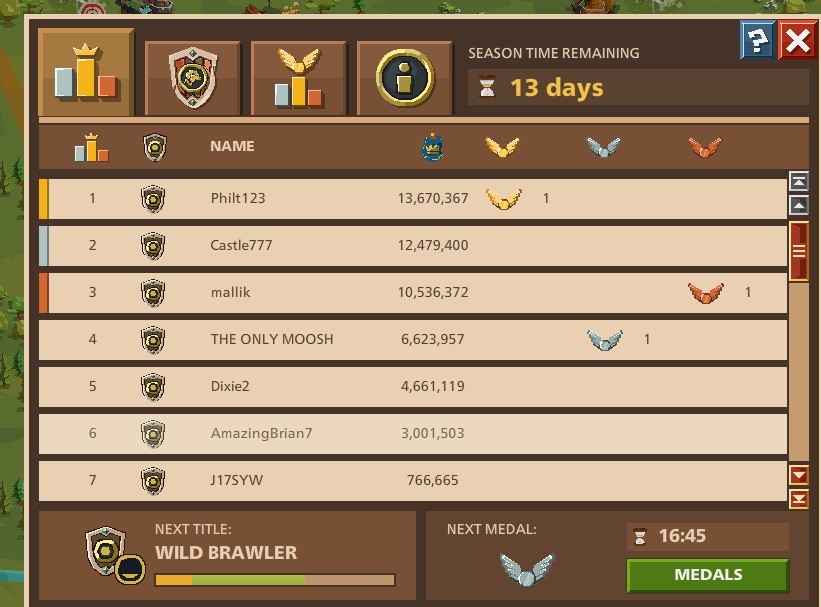 SEASON TIME REMAINING
?
13 days
NAME
1 Philt123 13,670,367 1
2 Castle777 12,479,400
3 mallik 10,536,372 1
4 THE ONLY MOOSH 6,623,957 1
5 Dixie2 4,661,119
6 AmazingBrian7 3,001,503
7 J17SYW 766,665
NEXT TITLE:
WILD BRAWLER
NEXT MEDAL:
16:45
MEDALS